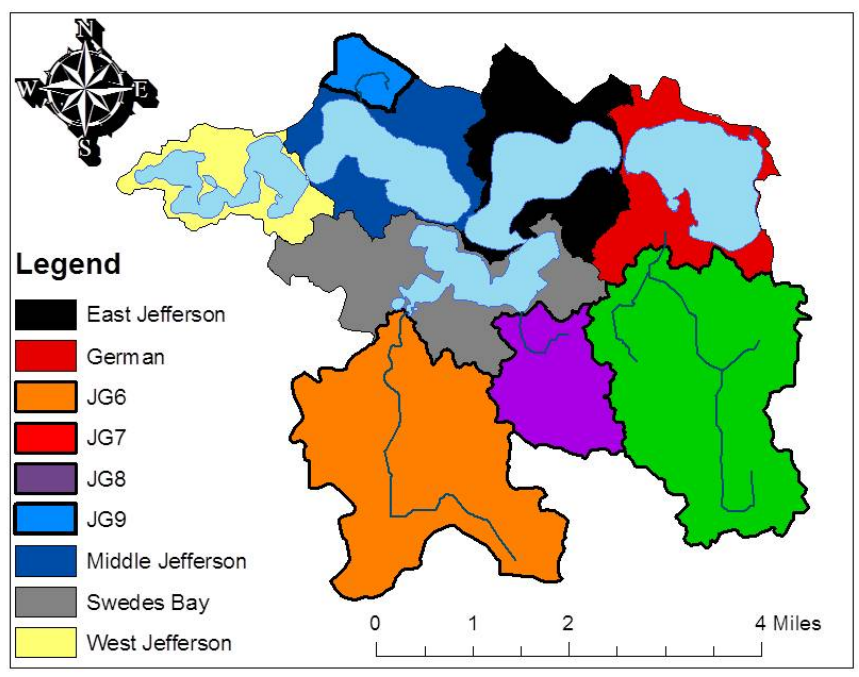 N
W E
S
Legend
East Jefferson
German
JG6
JG7
JG8
JG9
Middle Jefferson
Swedes Bay
West Jefferson
0 1 2 4 Miles